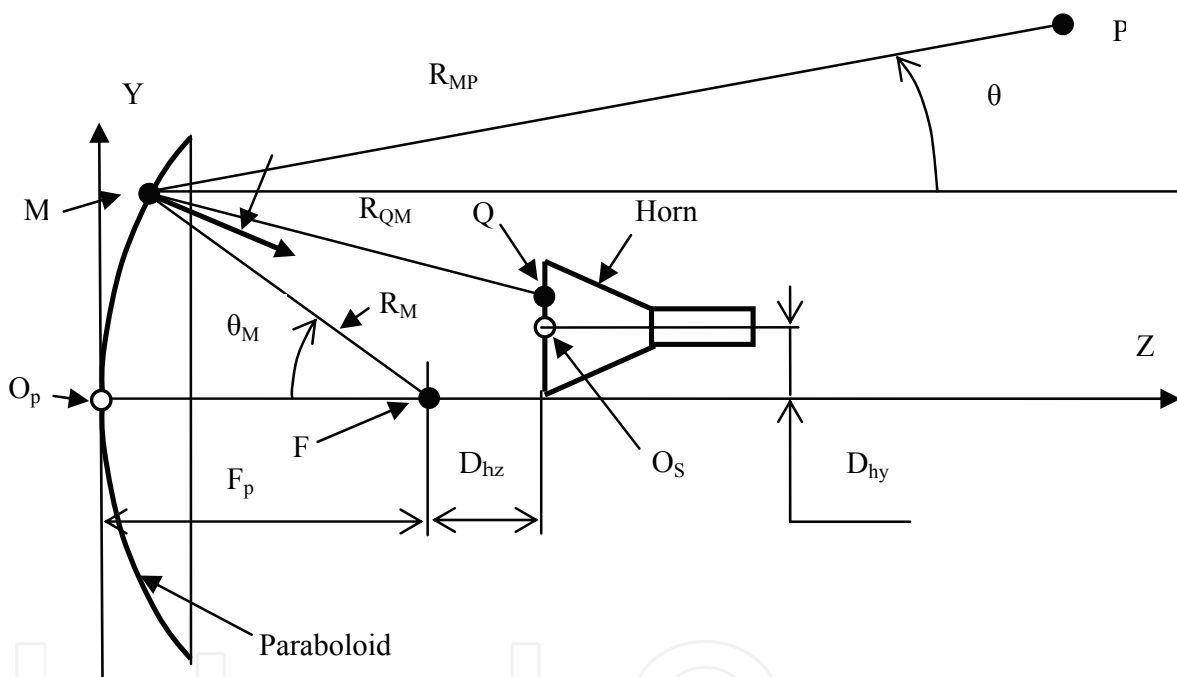 P
R_MP
Y
θ
M
R_QM
Q
Horn
θ_M
R_M
Z
O_p
F
D_hz
O_S
D_hy
F_p
Paraboloid